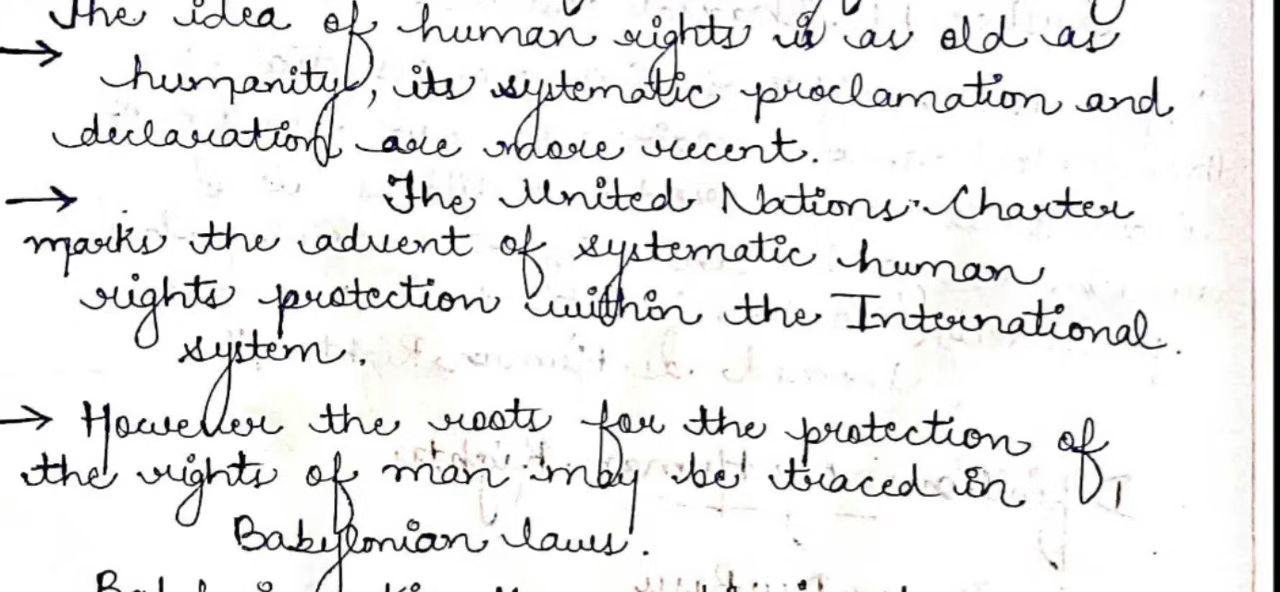 The idea of human rights is as old as
→ humanity, its systematic proclamation and
declaration are more recent.
→ The United Nations Charter
marks the advent of systematic human
rights protection within the International
system.
→ However the roots for the protection of
the rights of man may be traced in
Babylonian laws.